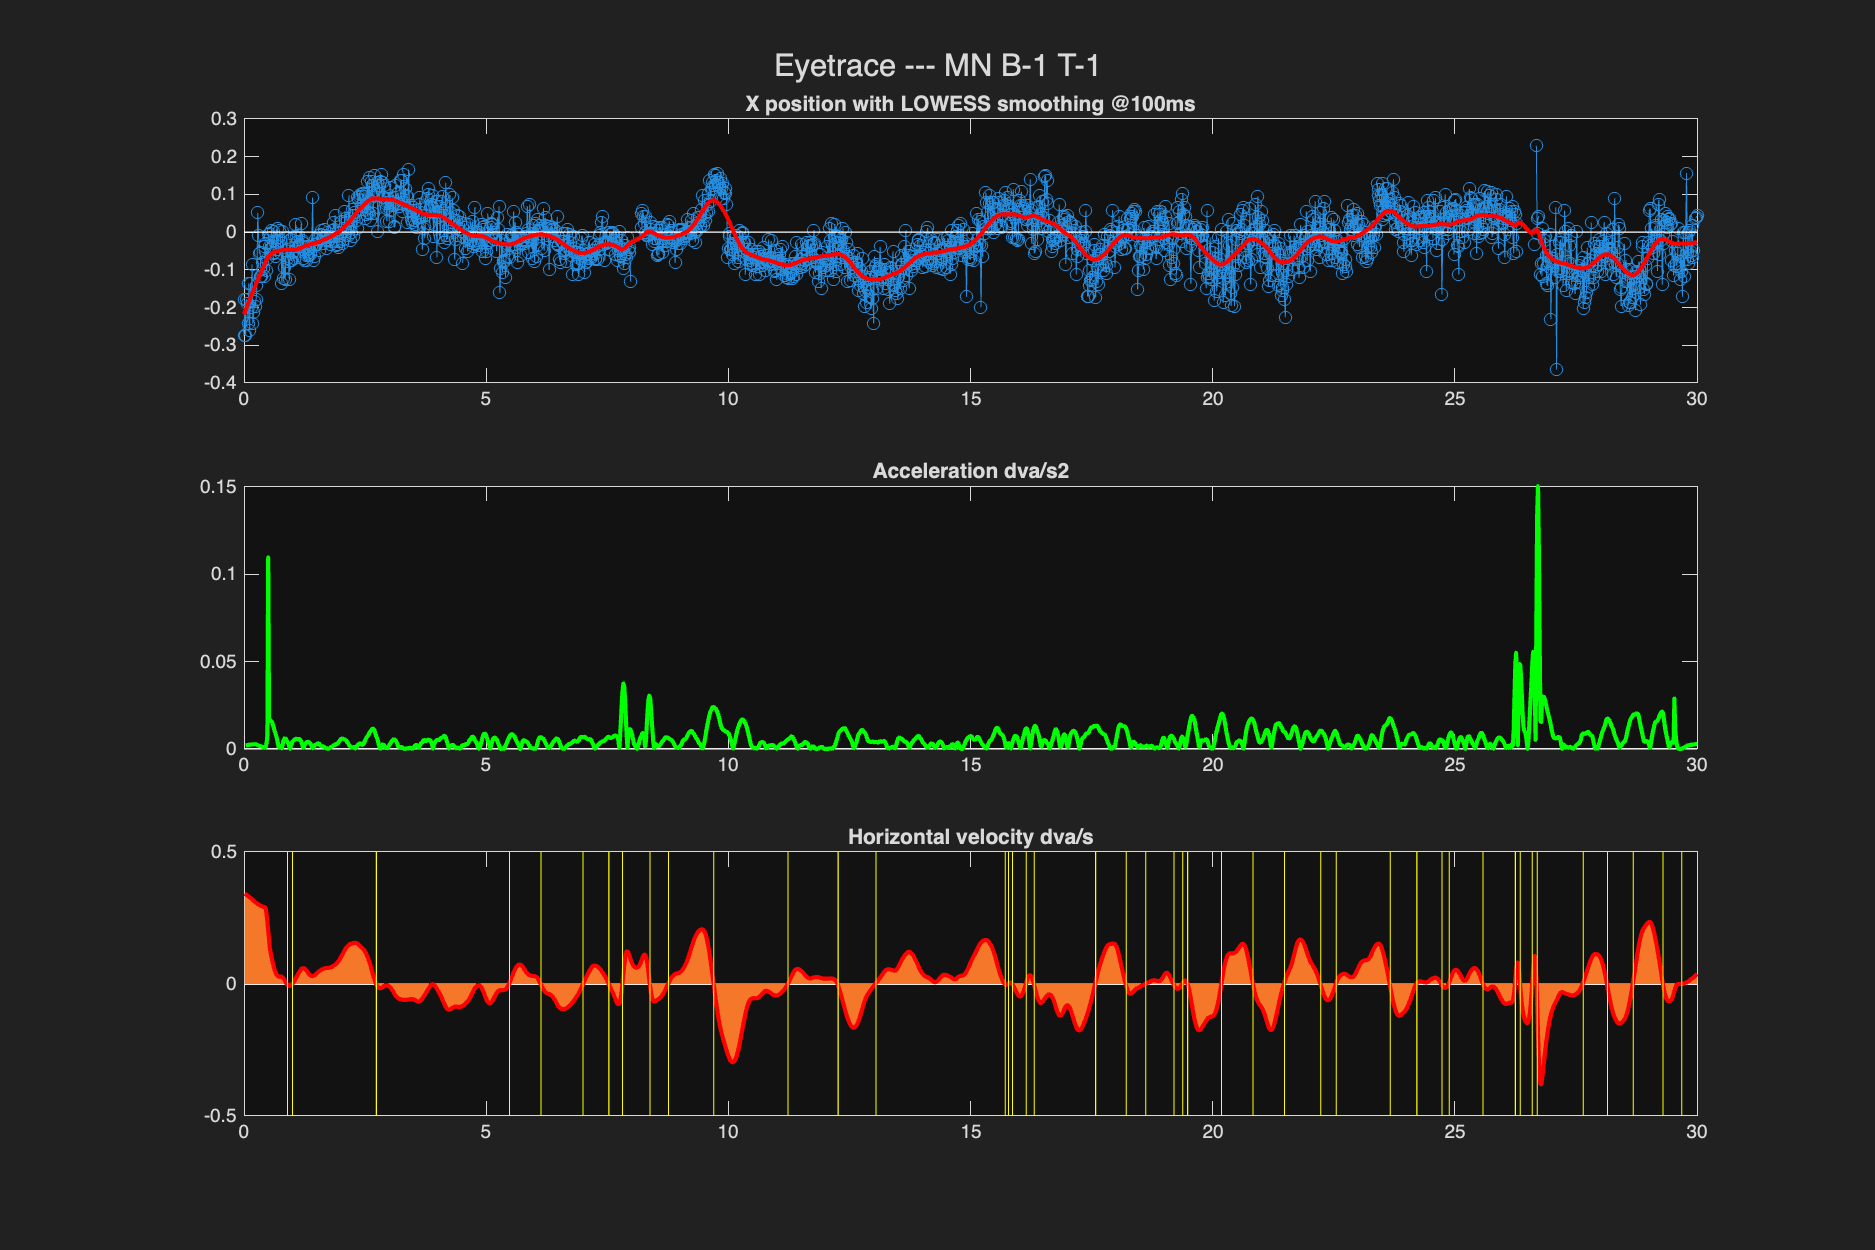 Eyetrace --- MN B-1 T-1
X position with LOWESS smoothing @100ms
0.3
0.2
0.1
0
-0.1
-0.2
-0.3
-0.4
0 5 10 15 20 25 30
Acceleration dva/s2
0.15
0.1
0.05
0
0 5 10 15 20 25 30
Horizontal velocity dva/s
0.5
0
-0.5
0 5 10 15 20 25 30